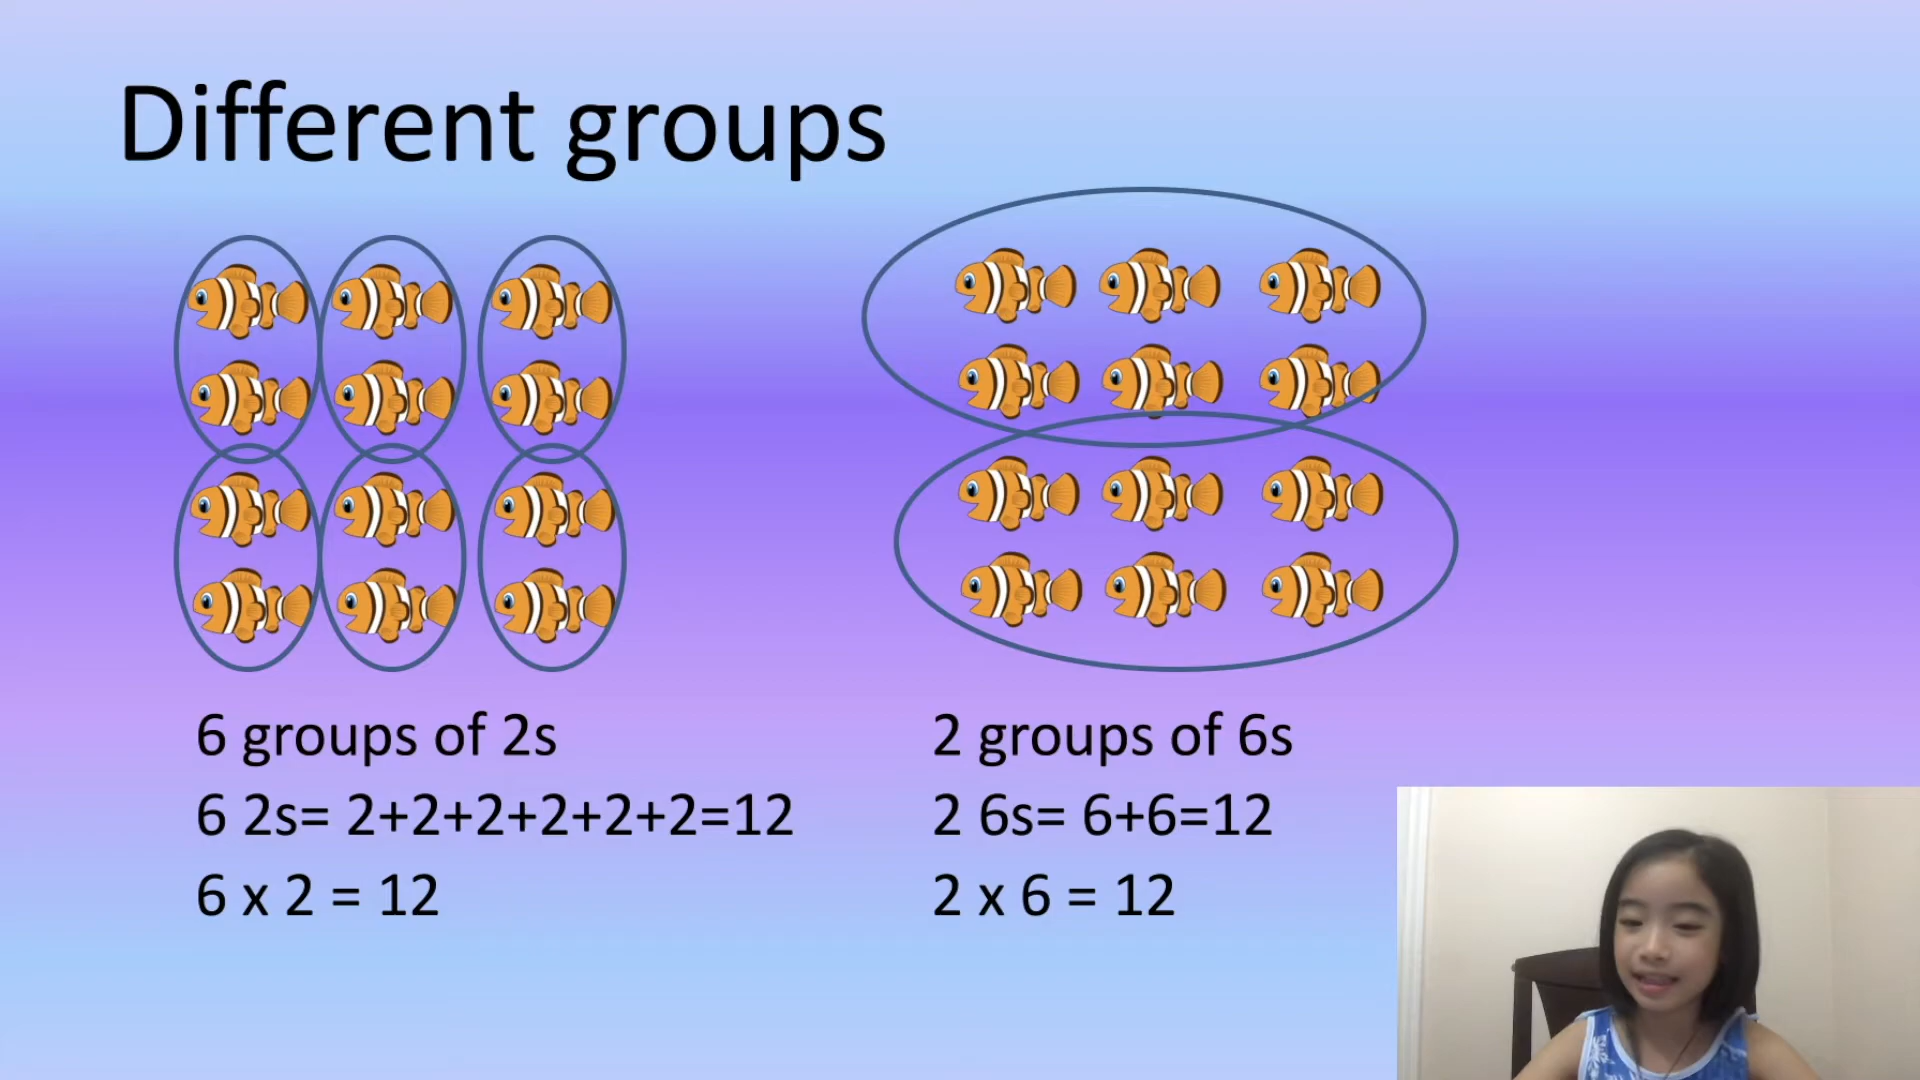 Different groups
6 groups of 2s
6 2s= 2+2+2+2+2+2=12
6 x 2 = 12
2 groups of 6s
2 6s= 6+6=12
2 x 6 = 12